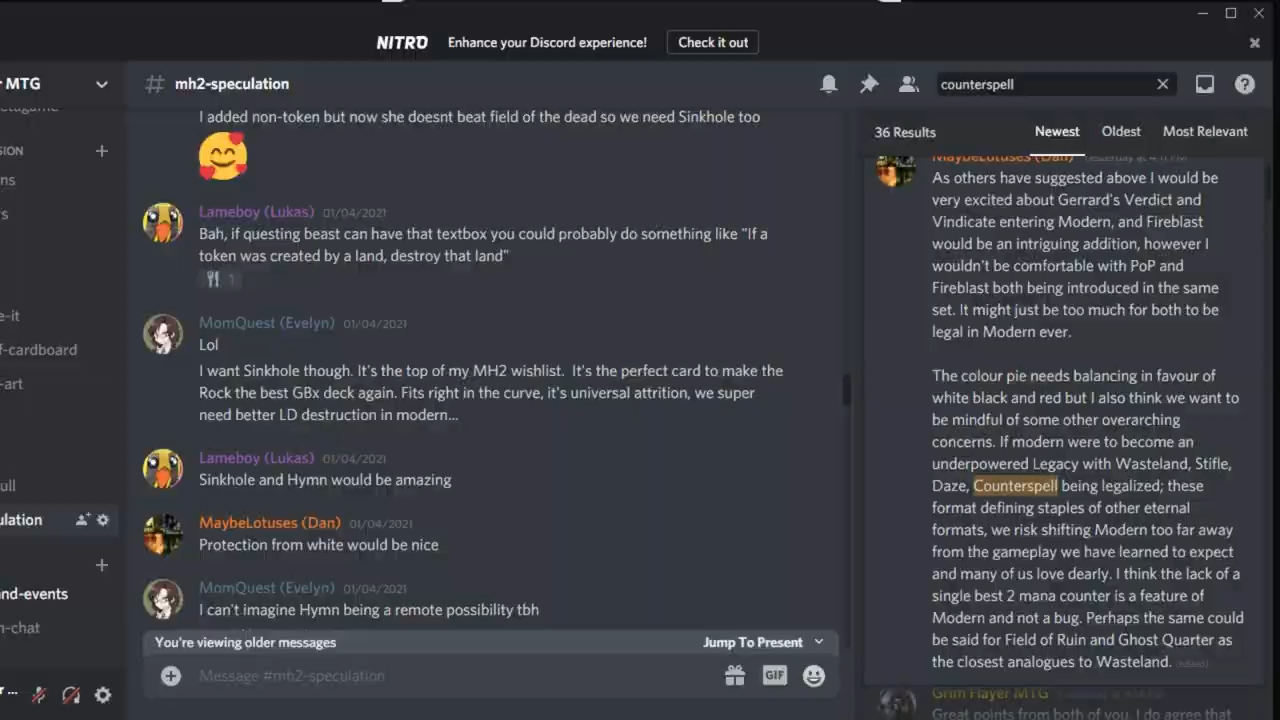 NITRO Enhance your Discord experience! Check it out
MTG
# mh2-speculation
counterspell
I added non-token but now she doesnt beat field of the dead so we need Sinkhole too
Lameboy (Lukas) 01/04/2021
Bah, if questing beast can have that textbox you could probably do something like "If a
token was created by a land, destroy that land"
1
MomQuest (Evelyn) 01/04/2021
Lol
I want Sinkhole though. It's the top of my MH2 wishlist. It's the perfect card to make the
Rock the best GBx deck again. Fits right in the curve, it's universal attrition, we super
need better LD destruction in modern...
Lameboy (Lukas) 01/04/2021
Sinkhole and Hymn would be amazing
MaybeLotuses (Dan) 01/04/2021
Protection from white would be nice
MomQuest (Evelyn) 01/04/2021
I can't imagine Hymn being a remote possibility tbh
You're viewing older messages Jump To Present
Message #mh2-speculation
GIF
SION
ns
s
e-it
f-cardboard
-art
ull
ulation
nd-events
n-chat
36 Results Newest Oldest Most Relevant
MaybeLotuses (Dan)
As others have suggested above I would be
very excited about Gerrard's Verdict and
Vindicate entering Modern, and Fireblast
would be an intriguing addition, however I
wouldn't be comfortable with PoP and
Fireblast both being introduced in the same
set. It might just be too much for both to be
legal in Modern ever.
The colour pie needs balancing in favour of
white black and red but I also think we want to
be mindful of some other overarching
concerns. If modern were to become an
underpowered Legacy with Wasteland, Stifle,
Daze, Counterspell being legalized; these
format defining staples of other eternal
formats, we risk shifting Modern too far away
from the gameplay we have learned to expect
and many of us love dearly. I think the lack of a
single best 2 mana counter is a feature of
Modern and not a bug. Perhaps the same could
be said for Field of Ruin and Ghost Quarter as
the closest analogues to Wasteland. (edited)
Grim Flayer MTG
Great points from both of you. I do agree that